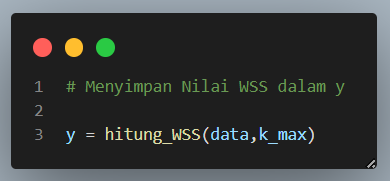 1 # Menyimpan Nilai WSS dalam y
2
3 y = hitung_WSS(data,k_max)